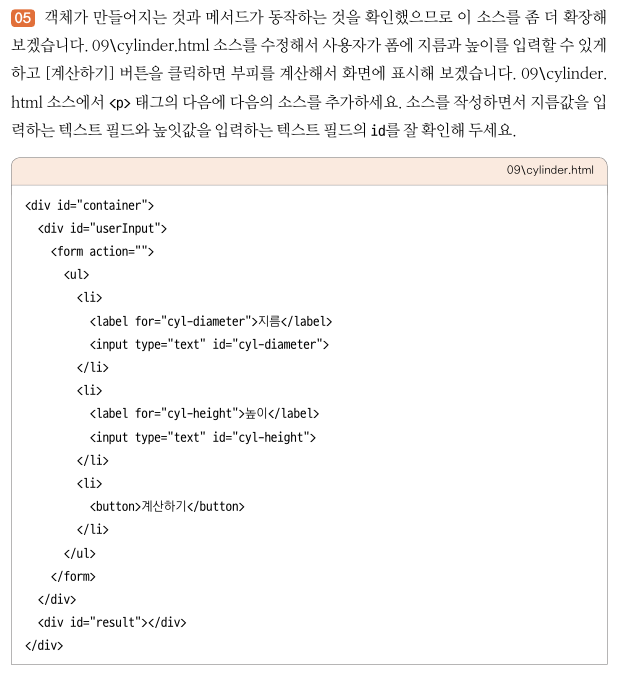 05 객체가 만들어지는 것과 메서드가 동작하는 것을 확인했으므로 이 소스를 좀 더 확장해
보겠습니다. 09\cylinder.html 소스를 수정해서 사용자가 폼에 지름과 높이를 입력할 수 있게
하고 [계산하기] 버튼을 클릭하면 부피를 계산해서 화면에 표시해 보겠습니다. 09\cylinder.
html 소스에서 <p> 태그의 다음에 다음의 소스를 추가하세요. 소스를 작성하면서 지름값을 입
력하는 텍스트 필드와 높잇값을 입력하는 텍스트 필드의 id를 잘 확인해 두세요.
09\cylinder.html
<div id="container">
  <div id="userInput">
    <form action="">
      <ul>
        <li>
          <label for="cyl-diameter">지름</label>
          <input type="text" id="cyl-diameter">
        </li>
        <li>
          <label for="cyl-height">높이</label>
          <input type="text" id="cyl-height">
        </li>
        <li>
          <button>계산하기</button>
        </li>
      </ul>
    </form>
  </div>
  <div id="result"></div>
</div>